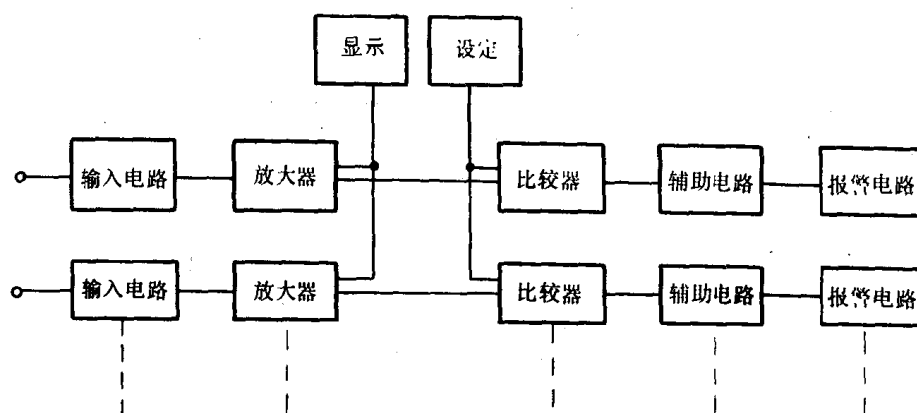 显示
设定
输入电路
放大器
比较器
辅助电路
报警电路
输入电路
放大器
比较器
辅助电路
报警电路